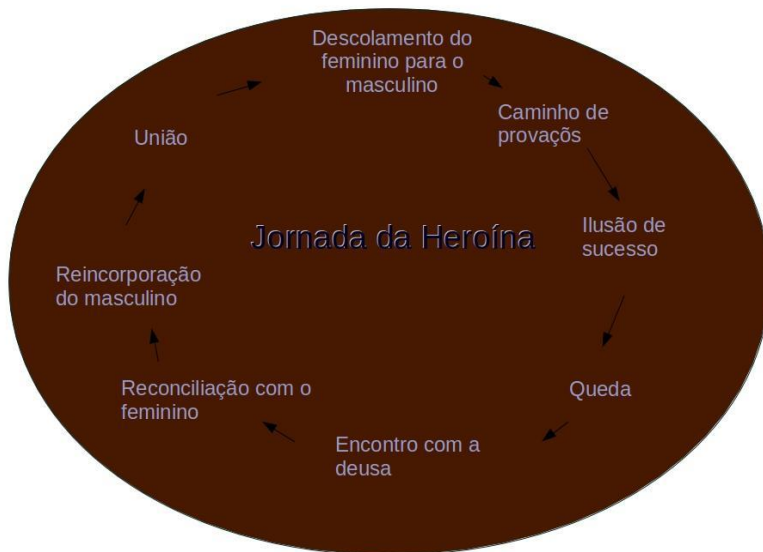 Descolamento do
feminino para o
masculino
Caminho de
provaçõs
Ilusão de
sucesso
Queda
Encontro com a
deusa
Reconciliação com o
feminino
Reincorporação
do masculino
União
Jornada da Heroína